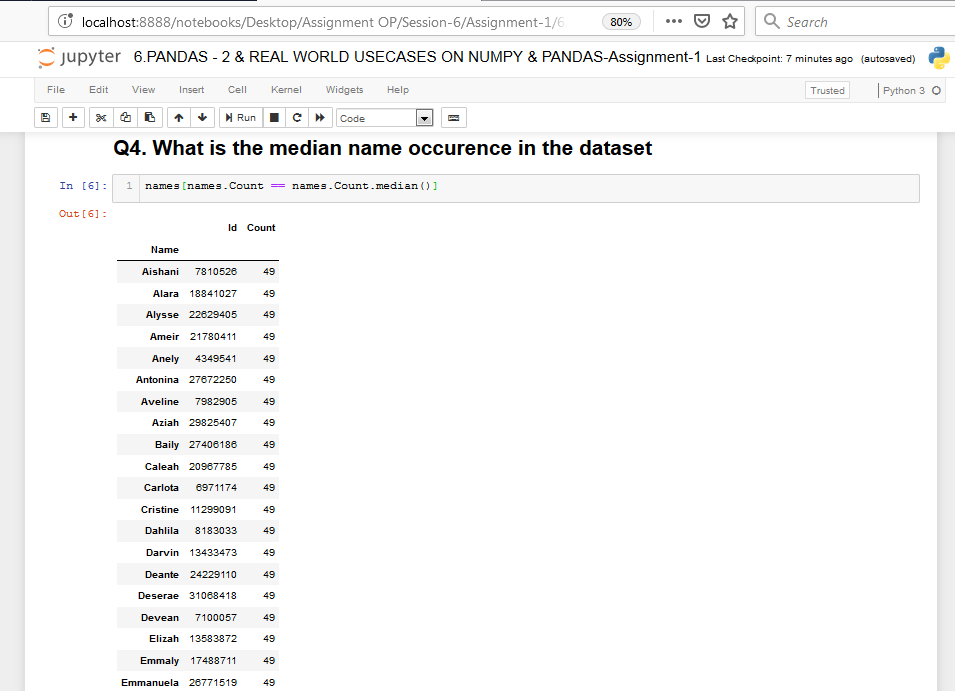 localhost:8888/notebooks/Desktop/Assignment OP/Session-6/Assignment-1/6 80% Search
jupyter 6.PANDAS - 2 & REAL WORLD USECASES ON NUMPY & PANDAS-Assignment-1 Last Checkpoint: 7 minutes ago (autosaved)
File Edit View Insert Cell Kernel Widgets Help Trusted Python 3
Run Code
Q4. What is the median name occurence in the dataset
In [6]: 1 names[names.Count == names.Count.median()]
Out[6]:
Id Count
Name
Aishani 7810526 49
Alara 18841027 49
Alysse 22629405 49
Ameir 21780411 49
Anely 4349541 49
Antonina 27672250 49
Aveline 7982905 49
Aziah 29825407 49
Baily 27406186 49
Caleah 20967785 49
Carlota 6971174 49
Cristine 11299091 49
Dahlila 8183033 49
Darvin 13433473 49
Deante 24229110 49
Deserae 31068418 49
Devean 7100057 49
Elizah 13583872 49
Emmaly 17488711 49
Emmanuela 26771519 49